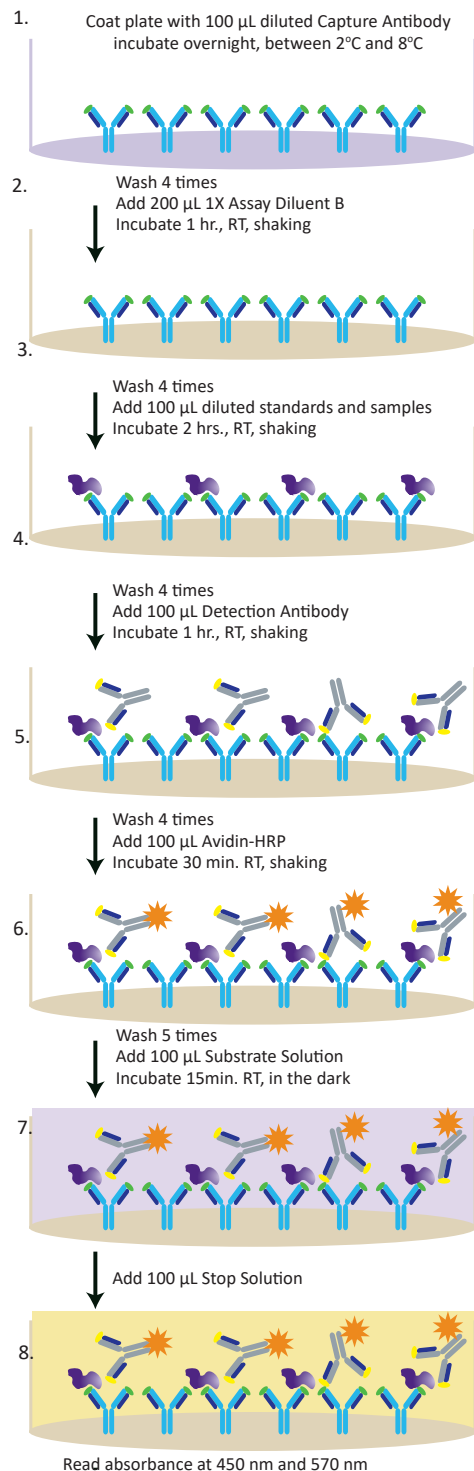 1.
Coat plate with 100 µL diluted Capture Antibody
incubate overnight, between 2°C and 8°C
2.
Wash 4 times
Add 200 µL 1X Assay Diluent B
Incubate 1 hr., RT, shaking
3.
Wash 4 times
Add 100 µL diluted standards and samples
Incubate 2 hrs., RT, shaking
4.
Wash 4 times
Add 100 µL Detection Antibody
Incubate 1 hr., RT, shaking
5.
Wash 4 times
Add 100 µL Avidin-HRP
Incubate 30 min. RT, shaking
6.
Wash 5 times
Add 100 µL Substrate Solution
Incubate 15min. RT, in the dark
7.
Add 100 µL Stop Solution
8.
Read absorbance at 450 nm and 570 nm